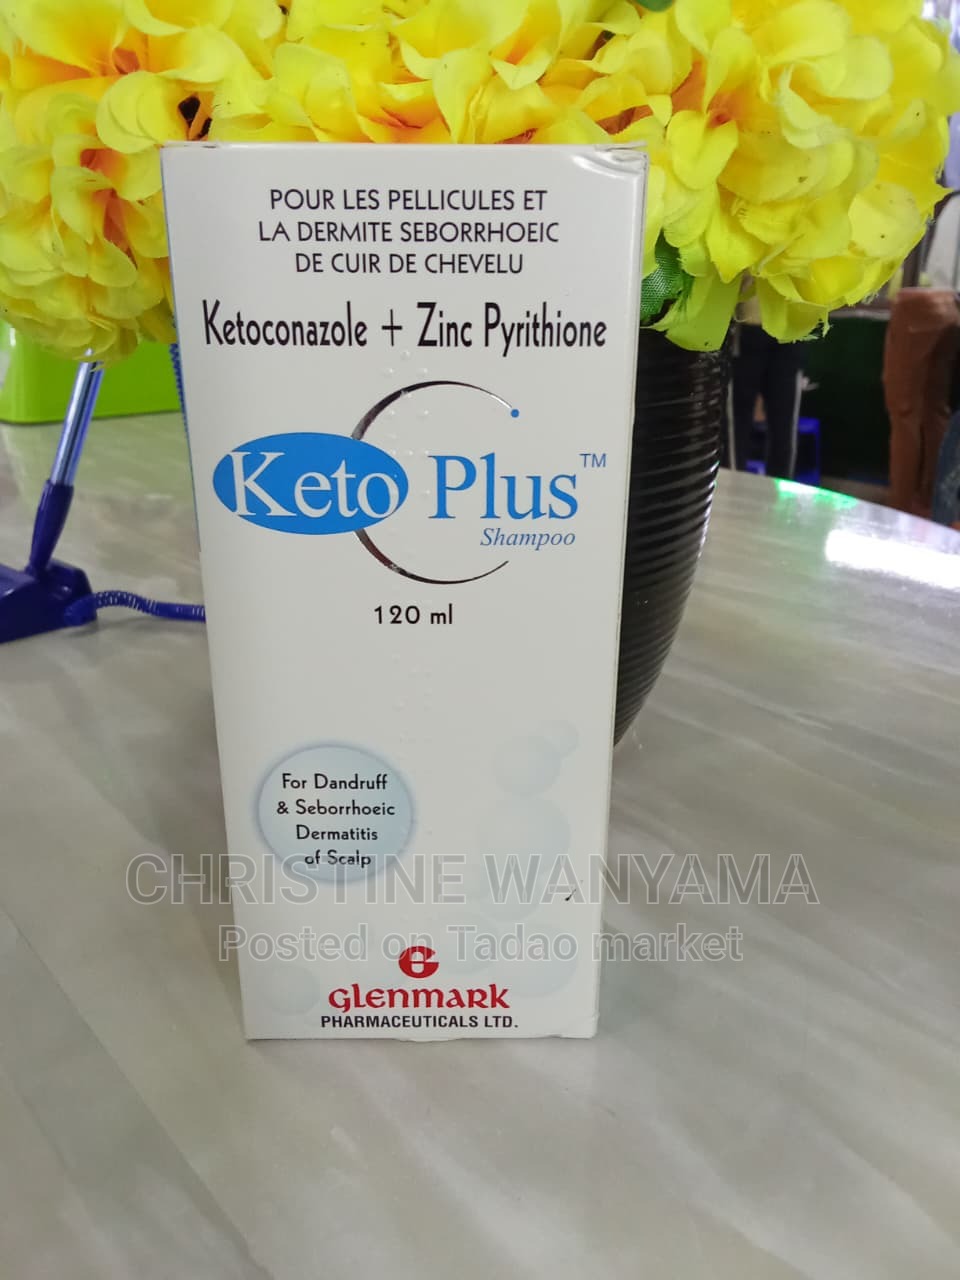 POUR LES PELLICULES ET
LA DERMITE SEBORRHOEIC
DE CUIR DE CHEVELU
Ketoconazole + Zinc Pyrithione
Keto Plus™
Shampoo
120 ml
For Dandruff
& Seborrhoeic
Dermatitis
of Scalp
CHRISTINE WANYAMA
Posted on Tadao market
G
glenmark
PHARMACEUTICALS LTD.